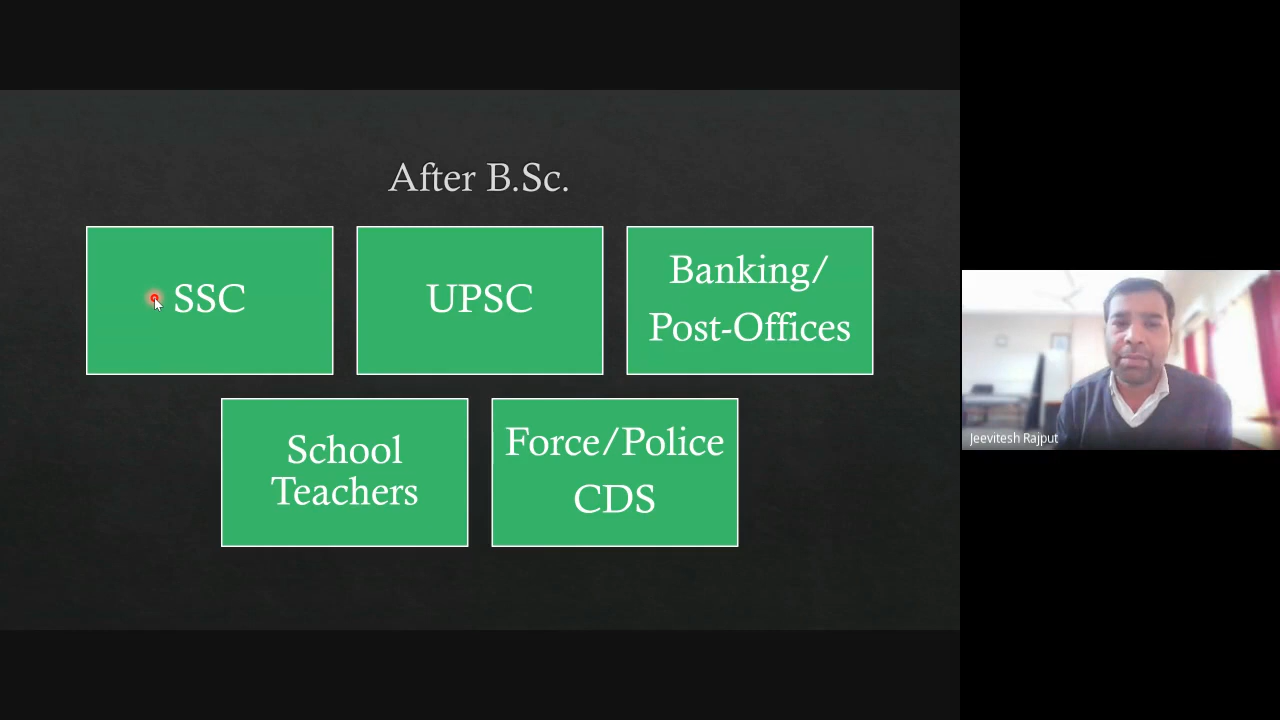 After B.Sc.
SSC
UPSC
Banking/
Post-Offices
School
Teachers
Force/Police
CDS
Jeevitesh Rajput